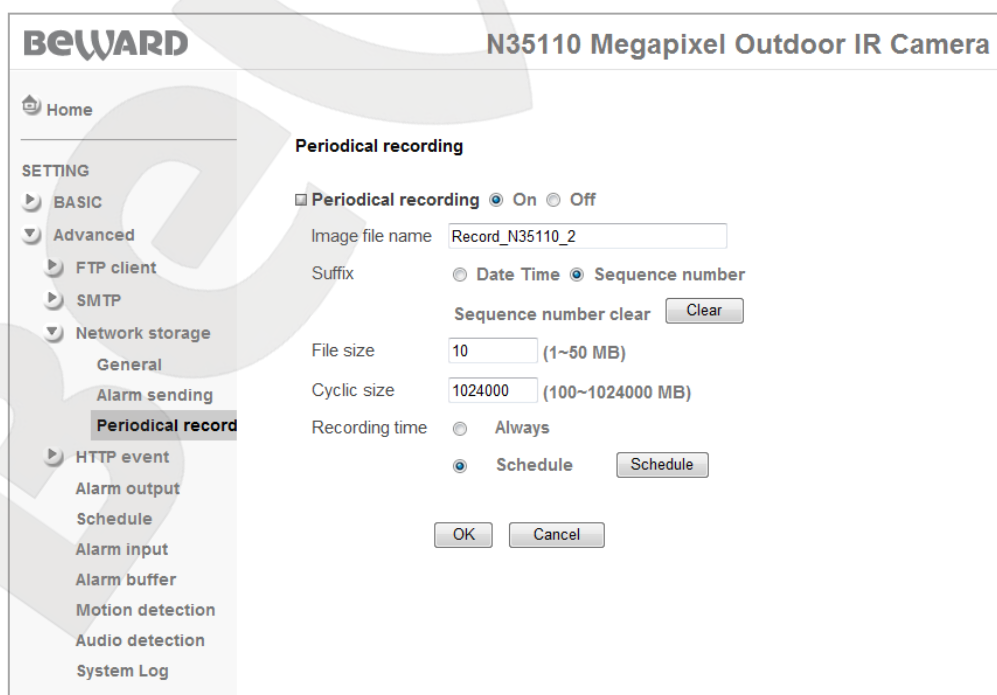 BEWARD
N35110 Megapixel Outdoor IR Camera
Home
SETTING
BASIC
Advanced
FTP client
SMTP
Network storage
General
Alarm sending
Periodical record
HTTP event
Alarm output
Schedule
Alarm input
Alarm buffer
Motion detection
Audio detection
System Log
Periodical recording
Periodical recording On Off
Image file name Record_N35110_2
Suffix Date Time Sequence number
Sequence number clear Clear
File size 10 (1~50 MB)
Cyclic size 1024000 (100~1024000 MB)
Recording time Always
Schedule Schedule
OK Cancel